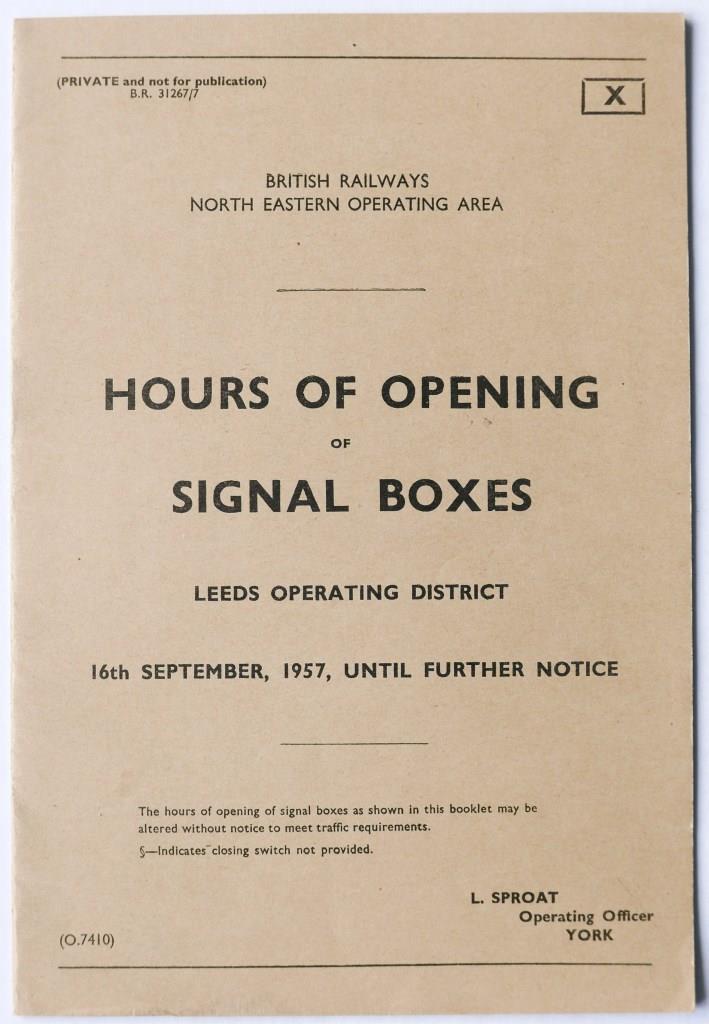 (PRIVATE and not for publication)
B.R. 31267/7
X
BRITISH RAILWAYS
NORTH EASTERN OPERATING AREA
HOURS OF OPENING
OF
SIGNAL BOXES
LEEDS OPERATING DISTRICT
16th SEPTEMBER, 1957, UNTIL FURTHER NOTICE
The hours of opening of signal boxes as shown in this booklet may be
altered without notice to meet traffic requirements.
§—Indicates closing switch not provided.
L. SPROAT
Operating Officer
YORK
(O.7410)